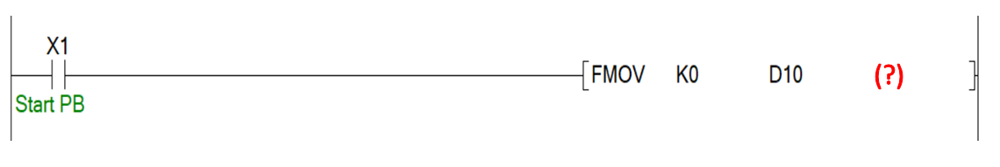 X1
FMOV K0 D10 (?)
Start PB